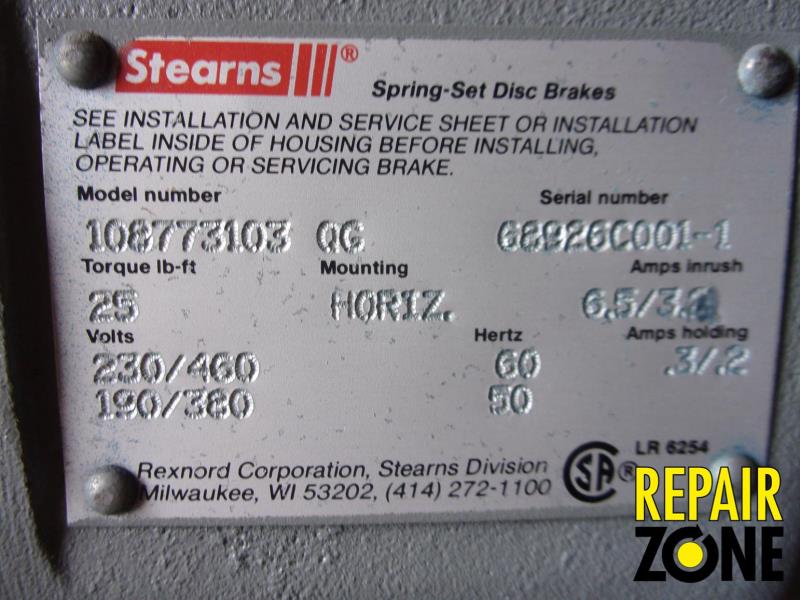 Stearns ®
Spring-Set Disc Brakes
SEE INSTALLATION AND SERVICE SHEET OR INSTALLATION
LABEL INSIDE OF HOUSING BEFORE INSTALLING,
OPERATING OR SERVICING BRAKE.
Model number Serial number
108773103 QG 68926C001-1
Torque lb-ft Mounting Amps inrush
25 HORIZ.
Volts Hertz Amps holding
230/460 60 .3/.2
190/380 50
LR 6254
Rexnord Corporation, Stearns Division
Milwaukee, WI 53202, (414) 272-1100
SA ®
REPAIR
ZONE